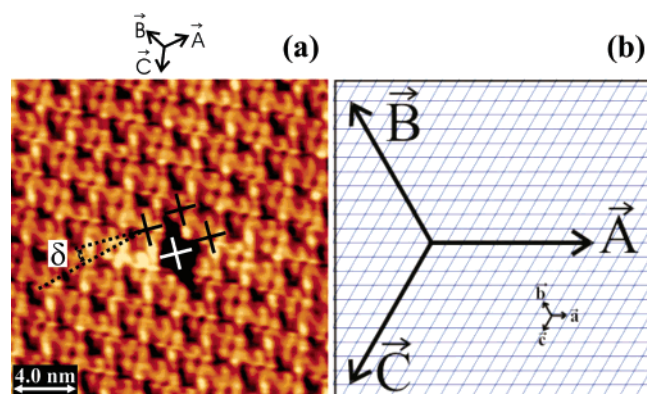 B⃗ A⃗ (a) (b)
C⃗
B⃗
δ A⃗
b⃗ a⃗
c⃗
C⃗
4.0 nm